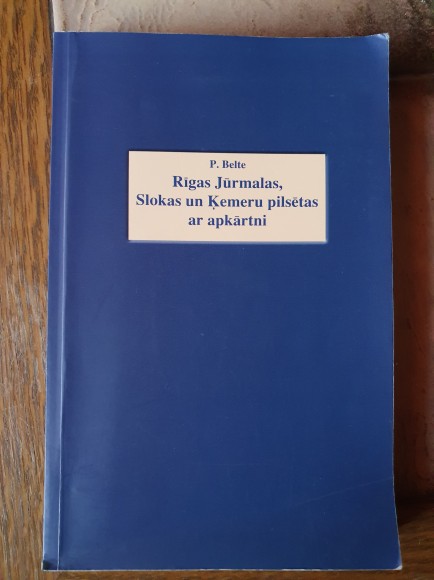 P. Belte
Rīgas Jūrmalas,
Slokas un Ķemeru pilsētas
ar apkārtni